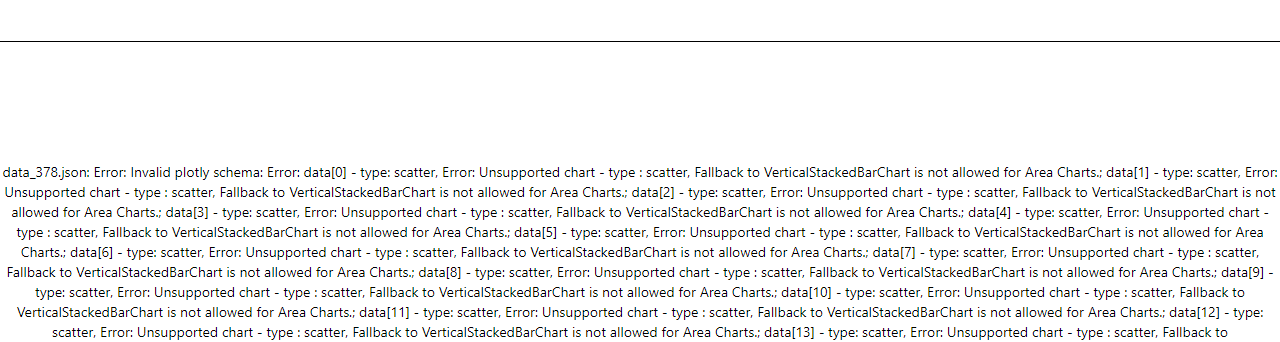 data_378.json: Error: Invalid plotly schema: Error: data[0] - type: scatter, Error: Unsupported chart - type : scatter, Fallback to VerticalStackedBarChart is not allowed for Area Charts.; data[1] - type: scatter, Error:
Unsupported chart - type : scatter, Fallback to VerticalStackedBarChart is not allowed for Area Charts.; data[2] - type: scatter, Error: Unsupported chart - type : scatter, Fallback to VerticalStackedBarChart is not
allowed for Area Charts.; data[3] - type: scatter, Error: Unsupported chart - type : scatter, Fallback to VerticalStackedBarChart is not allowed for Area Charts.; data[4] - type: scatter, Error: Unsupported chart -
type : scatter, Fallback to VerticalStackedBarChart is not allowed for Area Charts.; data[5] - type: scatter, Error: Unsupported chart - type : scatter, Fallback to VerticalStackedBarChart is not allowed for Area
Charts.; data[6] - type: scatter, Error: Unsupported chart - type : scatter, Fallback to VerticalStackedBarChart is not allowed for Area Charts.; data[7] - type: scatter, Error: Unsupported chart - type : scatter,
Fallback to VerticalStackedBarChart is not allowed for Area Charts.; data[8] - type: scatter, Error: Unsupported chart - type : scatter, Fallback to VerticalStackedBarChart is not allowed for Area Charts.; data[9] -
type: scatter, Error: Unsupported chart - type : scatter, Fallback to VerticalStackedBarChart is not allowed for Area Charts.; data[10] - type: scatter, Error: Unsupported chart - type : scatter, Fallback to
VerticalStackedBarChart is not allowed for Area Charts.; data[11] - type: scatter, Error: Unsupported chart - type : scatter, Fallback to VerticalStackedBarChart is not allowed for Area Charts.; data[12] - type:
scatter, Error: Unsupported chart - type : scatter, Fallback to VerticalStackedBarChart is not allowed for Area Charts.; data[13] - type: scatter, Error: Unsupported chart - type : scatter, Fallback to